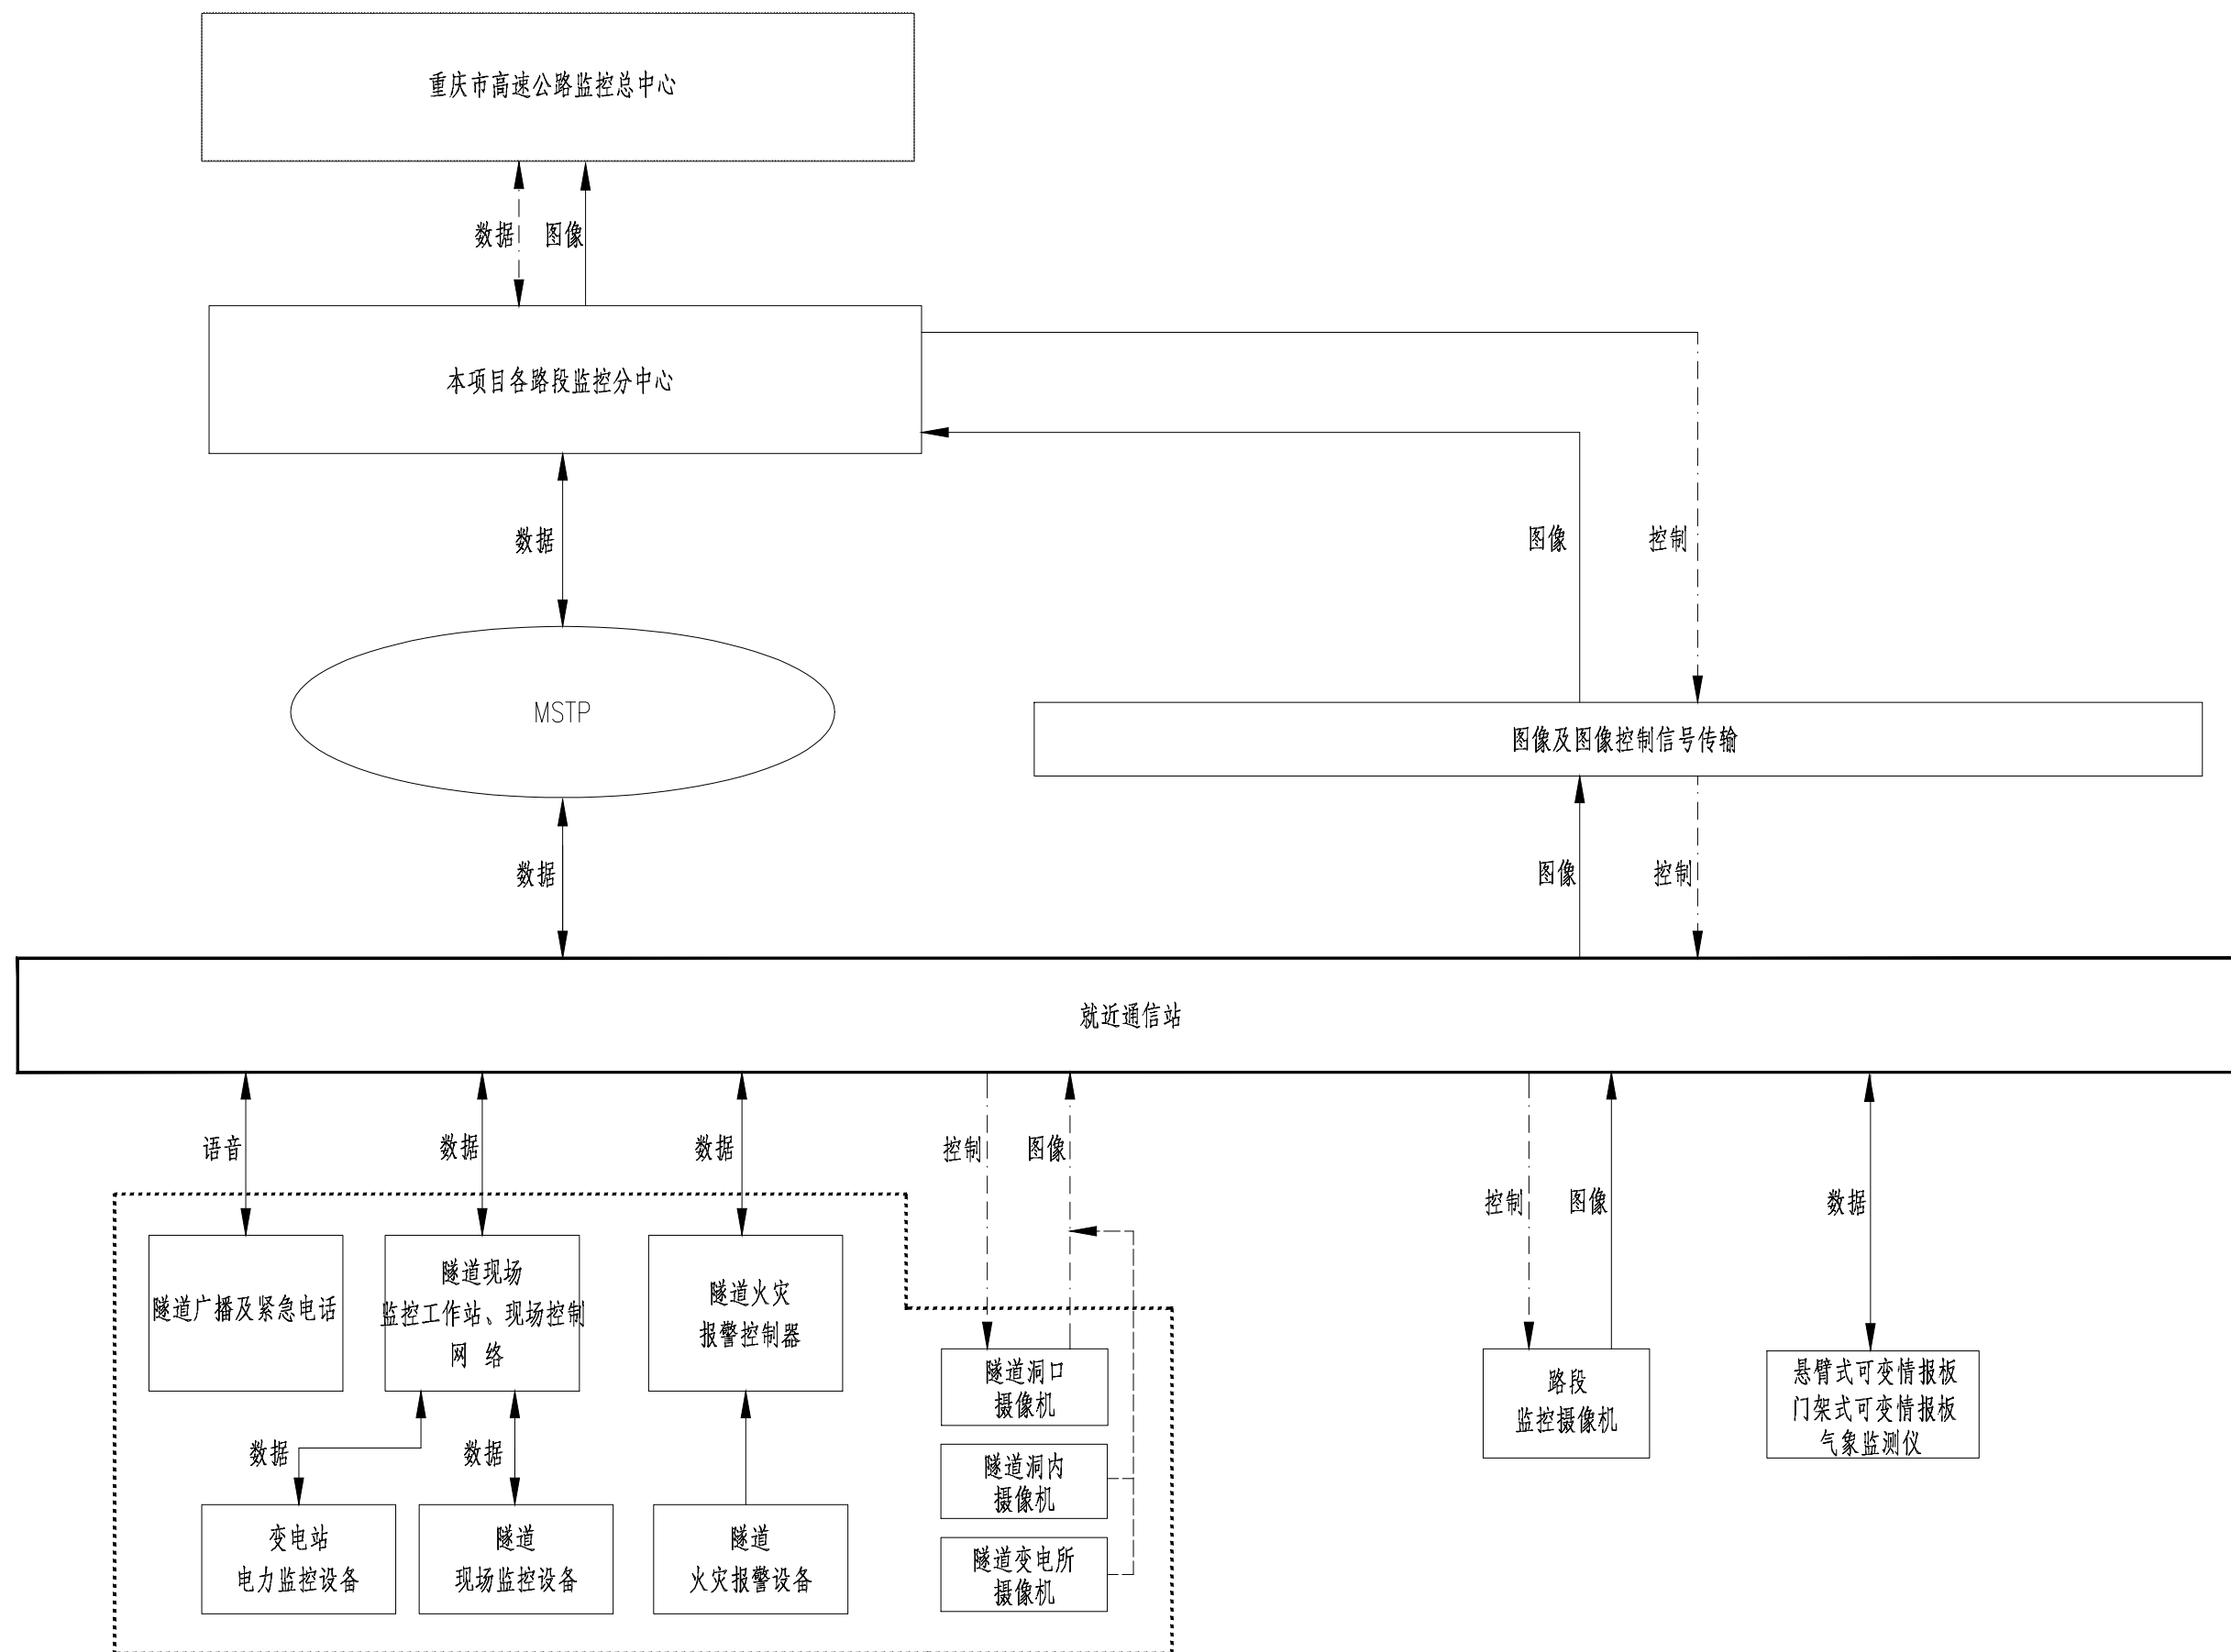 重庆市高速公路监控总中心
数据
图像
本项目各路段监控分中心
数据
图像
控制
MSTP
图像及图像控制信号传输
数据
图像
控制
就近通信站
语音
数据
数据
控制
图像
控制
图像
数据
隧道广播及紧急电话
隧道现场
监控工作站、现场控制
网 络
隧道火灾
报警控制器
隧道洞口
摄像机
路段
监控摄像机
悬臂式可变情报板
门架式可变情报板
气象监测仪
数据
数据
隧道洞内
摄像机
变电站
电力监控设备
隧道
现场监控设备
隧道
火灾报警设备
隧道变电所
摄像机